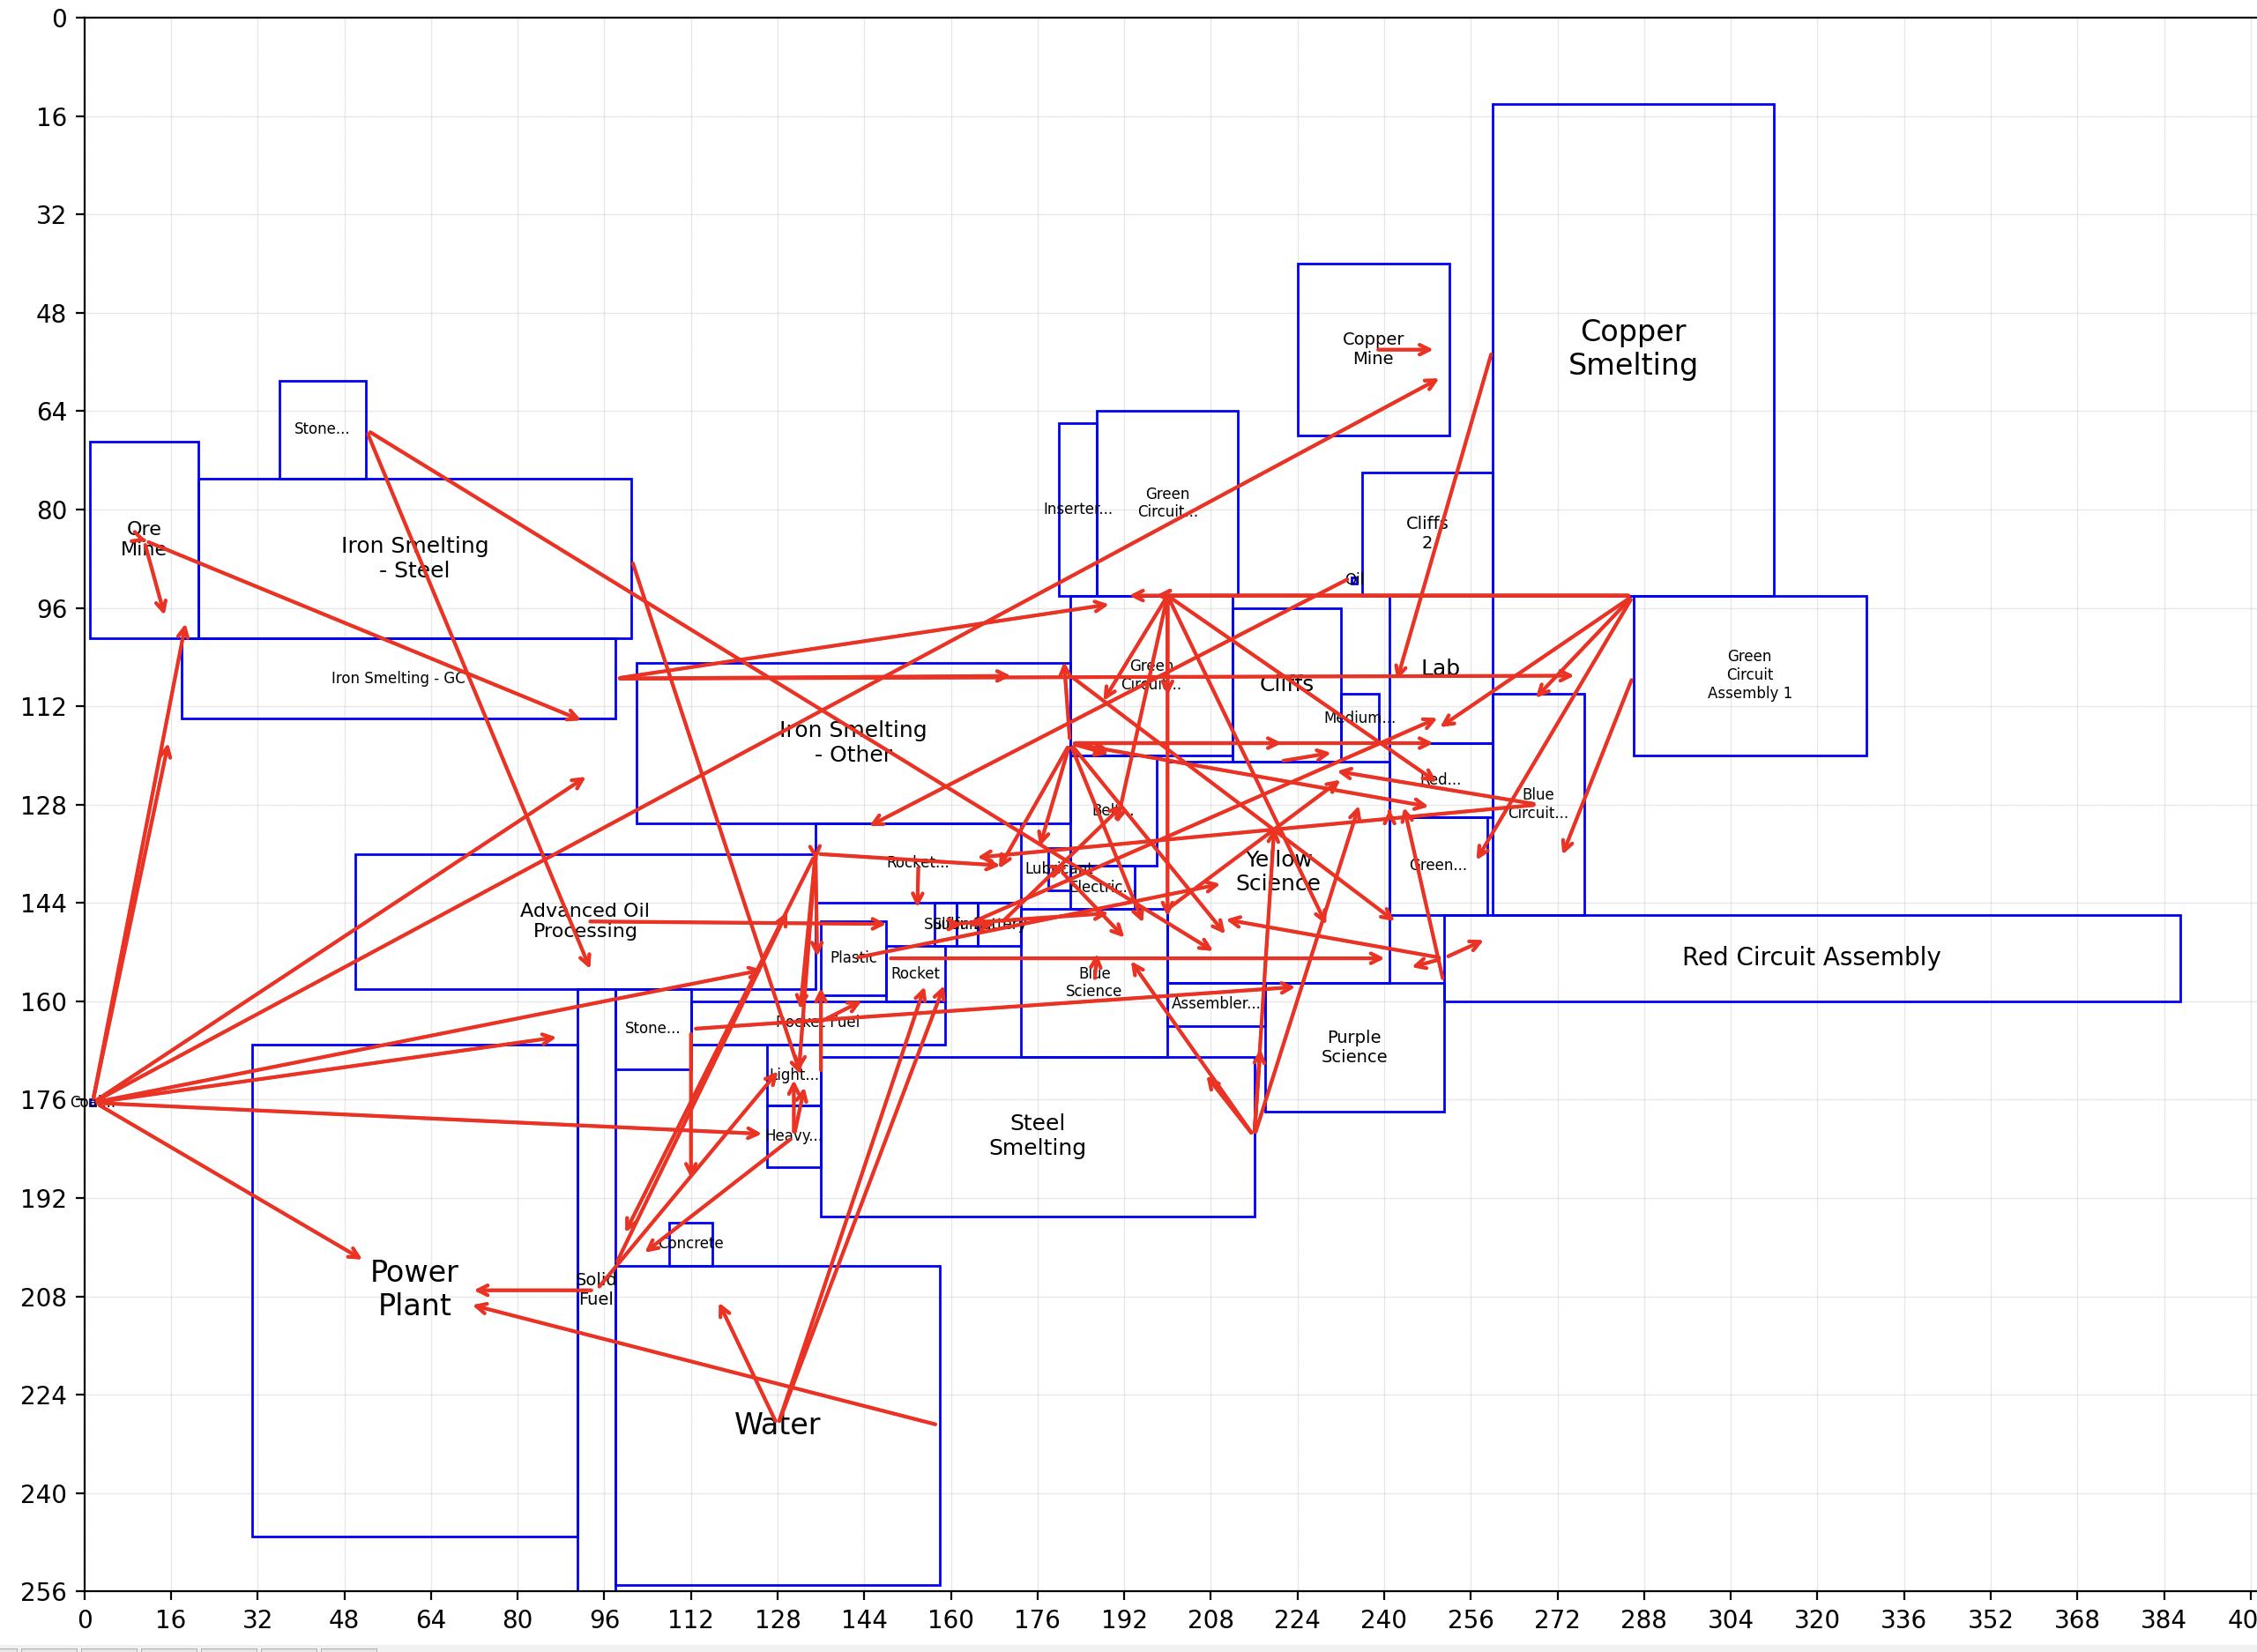 0
16
32
48
64
80
96
112
128
144
160
176
192
208
224
240
256
Copper
Smelting
Copper
Mine
Stone...
Inserter...
Green
Circuit...
Ore
Mine
Iron Smelting
- Steel
Cliffs
2
Oil
Iron Smelting - GC
Green
Circuit...
Cliffs
Lab
Green
Circuit
Assembly 1
Medium...
Iron Smelting
- Other
Red...
Blue
Circuit...
Rocket...
Yellow
Science
Green...
Electric...
Advanced Oil
Processing
Plastic
Rocket
Blue
Science
Red Circuit Assembly
Assembler...
Stone...
Rocket Fuel
Purple
Science
Light...
Heavy...
Steel
Smelting
Concrete
Power
Plant
Solid
Fuel
Water
0 16 32 48 64 80 96 112 128 144 160 176 192 208 224 240 256 272 288 304 320 336 352 368 384 40